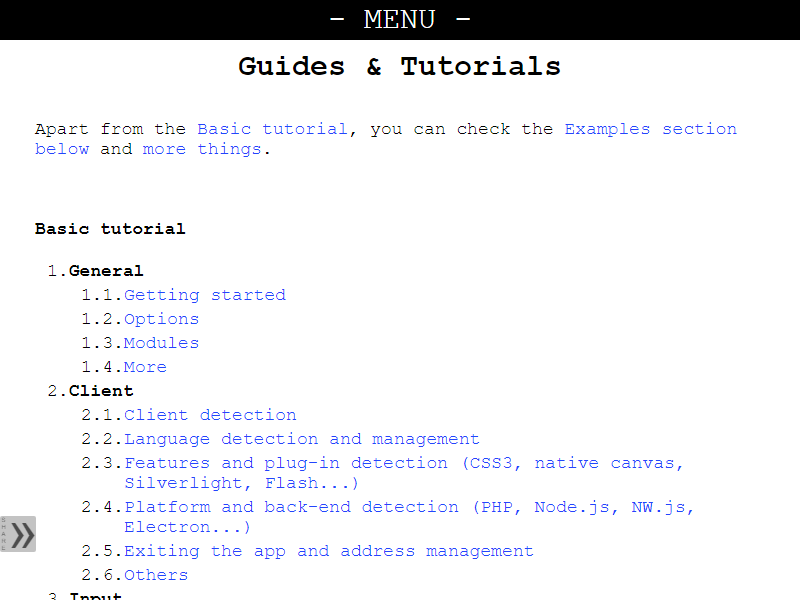 - MENU -
Guides & Tutorials
Apart from the Basic tutorial, you can check the Examples section
below and more things.
Basic tutorial
1.General
1.1.Getting started
1.2.Options
1.3.Modules
1.4.More
2.Client
2.1.Client detection
2.2.Language detection and management
2.3.Features and plug-in detection (CSS3, native canvas,
Silverlight, Flash...)
2.4.Platform and back-end detection (PHP, Node.js, NW.js,
Electron...)
SHARE
2.5.Exiting the app and address management
2.6.Others
3.Input